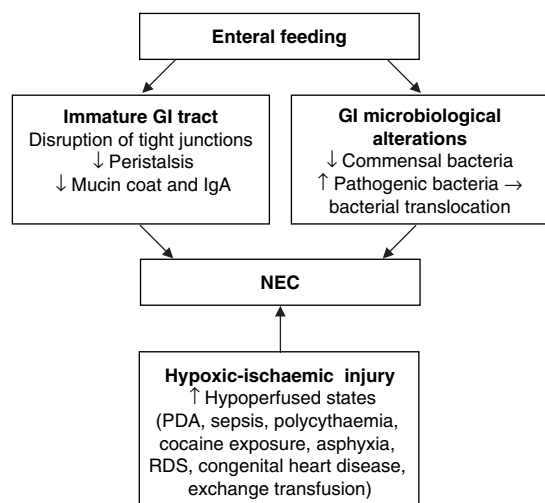 Enteral feeding
Immature GI tract
Disruption of tight junctions
↓ Peristalsis
↓ Mucin coat and IgA
GI microbiological
alterations
↓ Commensal bacteria
↑ Pathogenic bacteria →
bacterial translocation
NEC
Hypoxic-ischaemic injury
↑ Hypoperfused states
(PDA, sepsis, polycythaemia,
cocaine exposure, asphyxia,
RDS, congenital heart disease,
exchange transfusion)